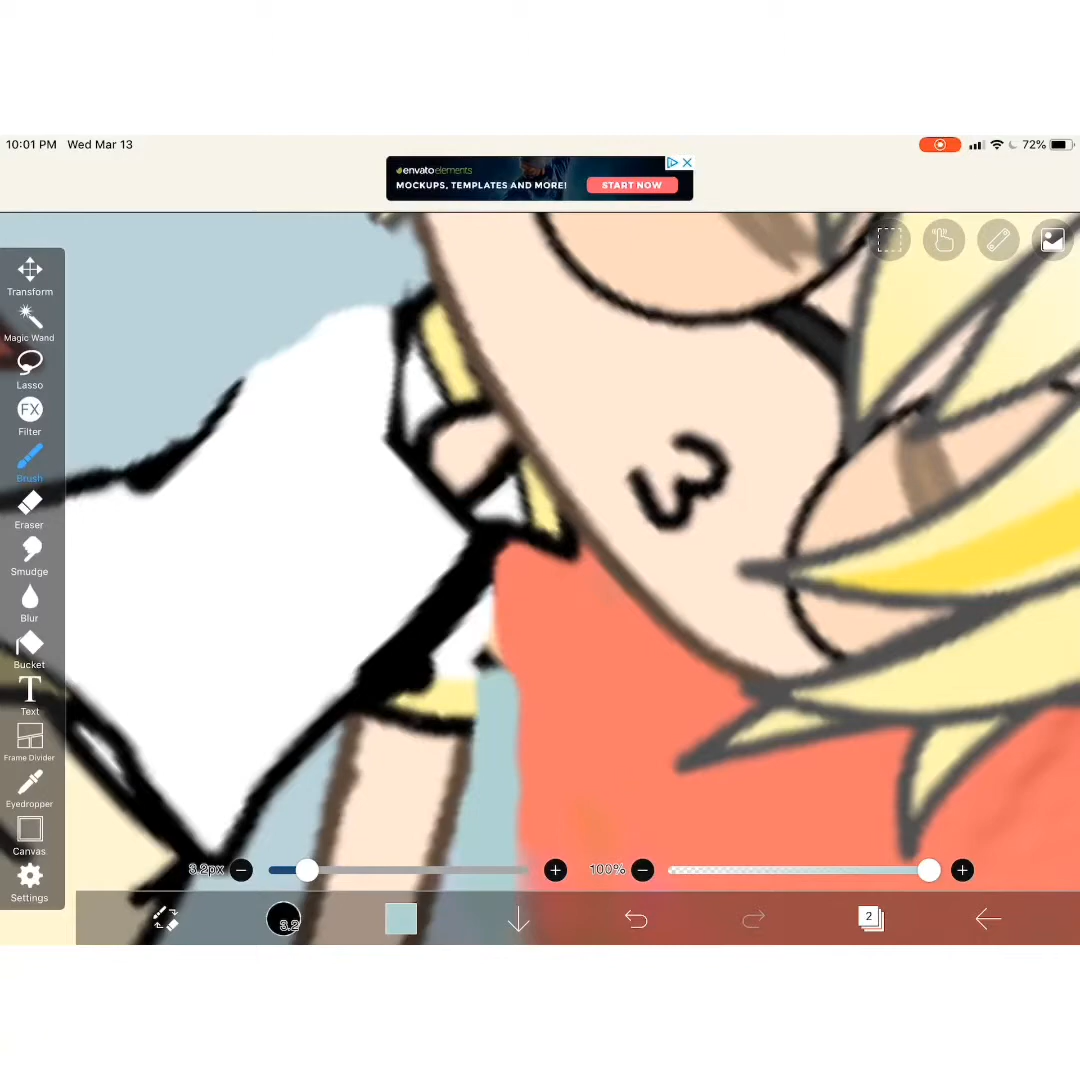 10:01 PM Wed Mar 13
72%
envatoelements
MOCKUPS, TEMPLATES AND MORE!
START NOW
Transform
Magic Wand
Lasso
FX
Filter
Brush
Eraser
Smudge
Blur
Bucket
T
Text
Frame Divider
Eyedropper
Canvas
Settings
3.2px
100%
3.2
2